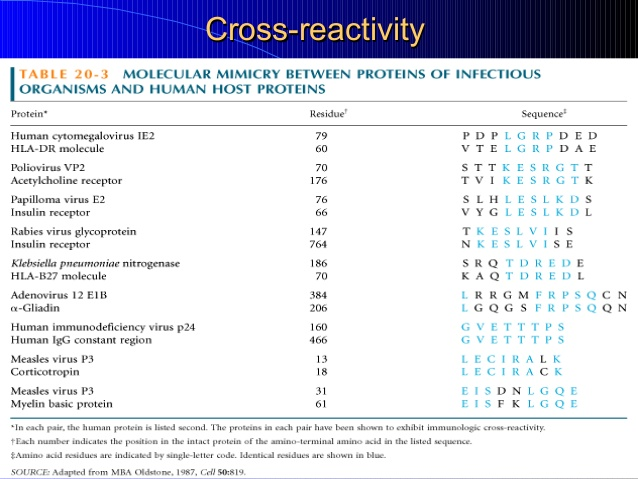 Cross-reactivity
TABLE 20-3 MOLECULAR MIMICRY BETWEEN PROTEINS OF INFECTIOUS
ORGANISMS AND HUMAN HOST PROTEINS
Protein* Residue† Sequence‡
Human cytomegalovirus IE2 79 P D P L G R P D E D
HLA-DR molecule 60 V T E L G R P D A E
Poliovirus VP2 70 S T T K E S R G T T
Acetylcholine receptor 176 T V I K E S R G T K
Papilloma virus E2 76 S L H L E S L K D S
Insulin receptor 66 V Y G L E S L K D L
Rabies virus glycoprotein 147 T K E S L V I I S
Insulin receptor 764 N K E S L V I S E
Klebsiella pneumoniae nitrogenase 186 S R Q T D R E D E
HLA-B27 molecule 70 K A Q T D R E D L
Adenovirus 12 E1B 384 L R R G M F R P S Q C N
α-Gliadin 206 L G Q G S F R P S Q Q N
Human immunodeficiency virus p24 160 G V E T T T P S
Human IgG constant region 466 G V E T T T P S
Measles virus P3 13 L E C I R A L K
Corticotropin 18 L E C I R A C K
Measles virus P3 31 E I S D N L G Q E
Myelin basic protein 61 E I S F K L G Q E
*In each pair, the human protein is listed second. The proteins in each pair have been shown to exhibit immunologic cross-reactivity.
†Each number indicates the position in the intact protein of the amino-terminal amino acid in the listed sequence.
‡Amino acid residues are indicated by single-letter code. Identical residues are shown in blue.
SOURCE: Adapted from MBA Oldstone, 1987, Cell 50:819.